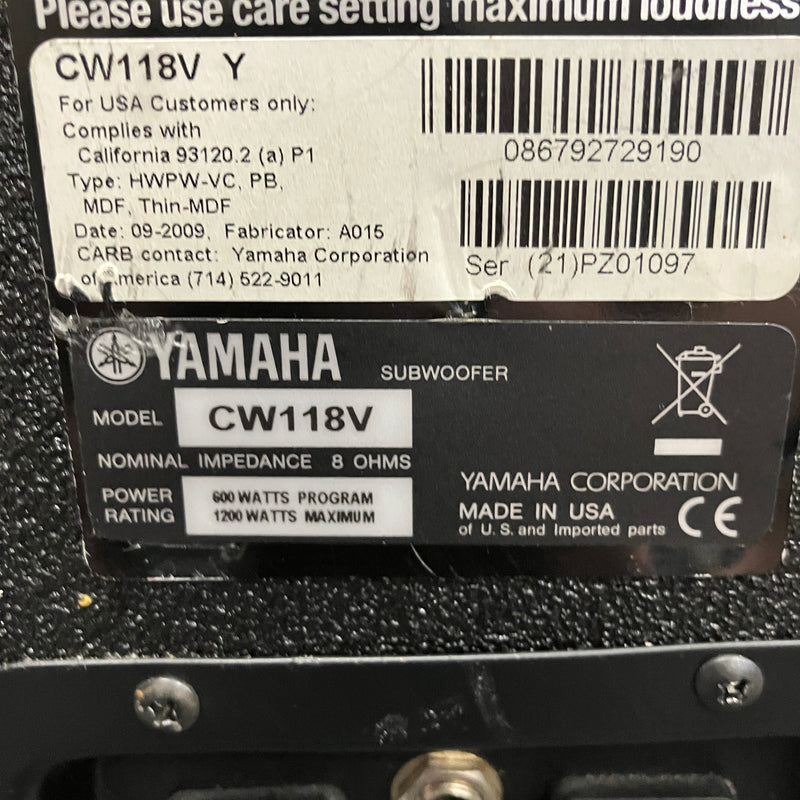 Please use care setting maximum loudness
CW118V Y
For USA Customers only:
Complies with
California 93120.2 (a) P1
Type: HWPW-VC, PB,
MDF, Thin-MDF
Date: 09-2009, Fabricator: A015
CARB contact: Yamaha Corporation
of America (714) 522-9011
086792729190
Ser (21)PZ01097
YAMAHA SUBWOOFER
MODEL CW118V
NOMINAL IMPEDANCE 8 OHMS
POWER RATING
600 WATTS PROGRAM
1200 WATTS MAXIMUM
YAMAHA CORPORATION
MADE IN USA
of U.S. and Imported parts
CE